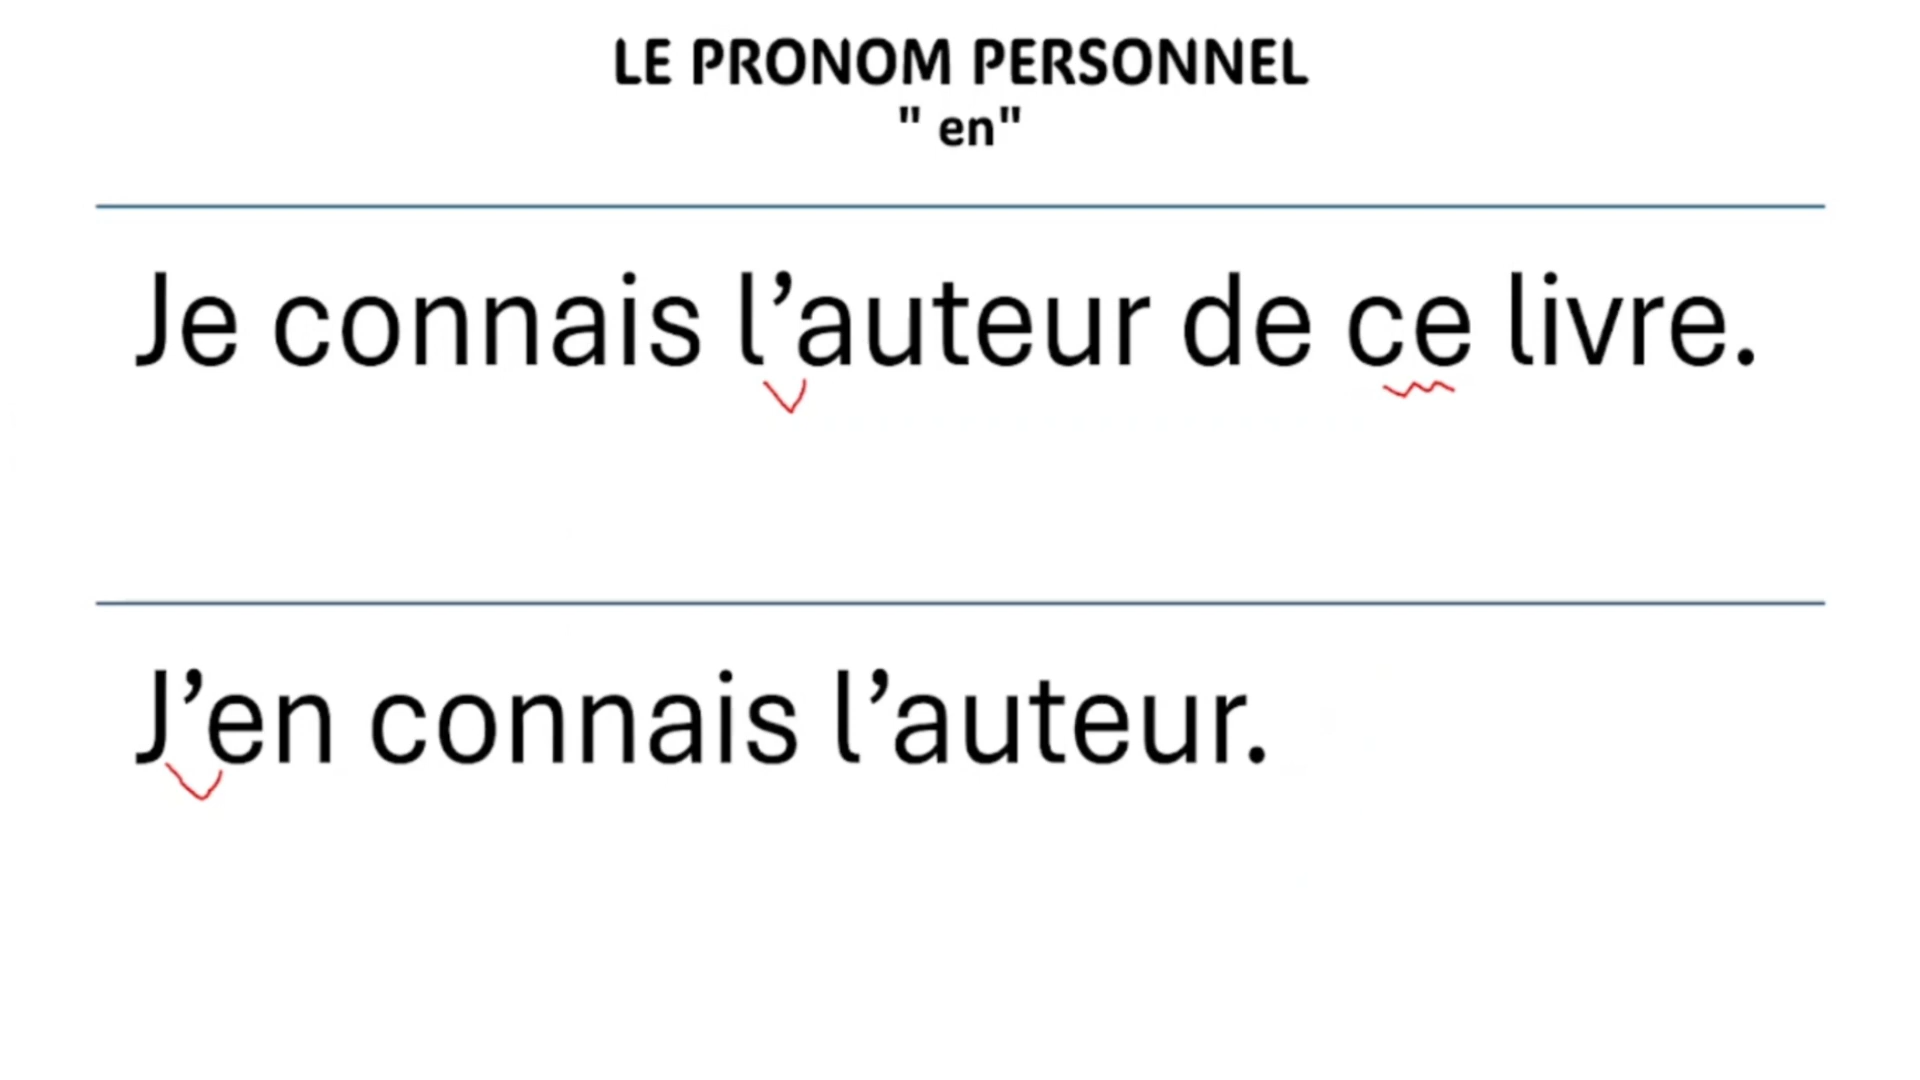 LE PRONOM PERSONNEL
" en"
Je connais l’auteur de ce livre.
J’en connais l’auteur.